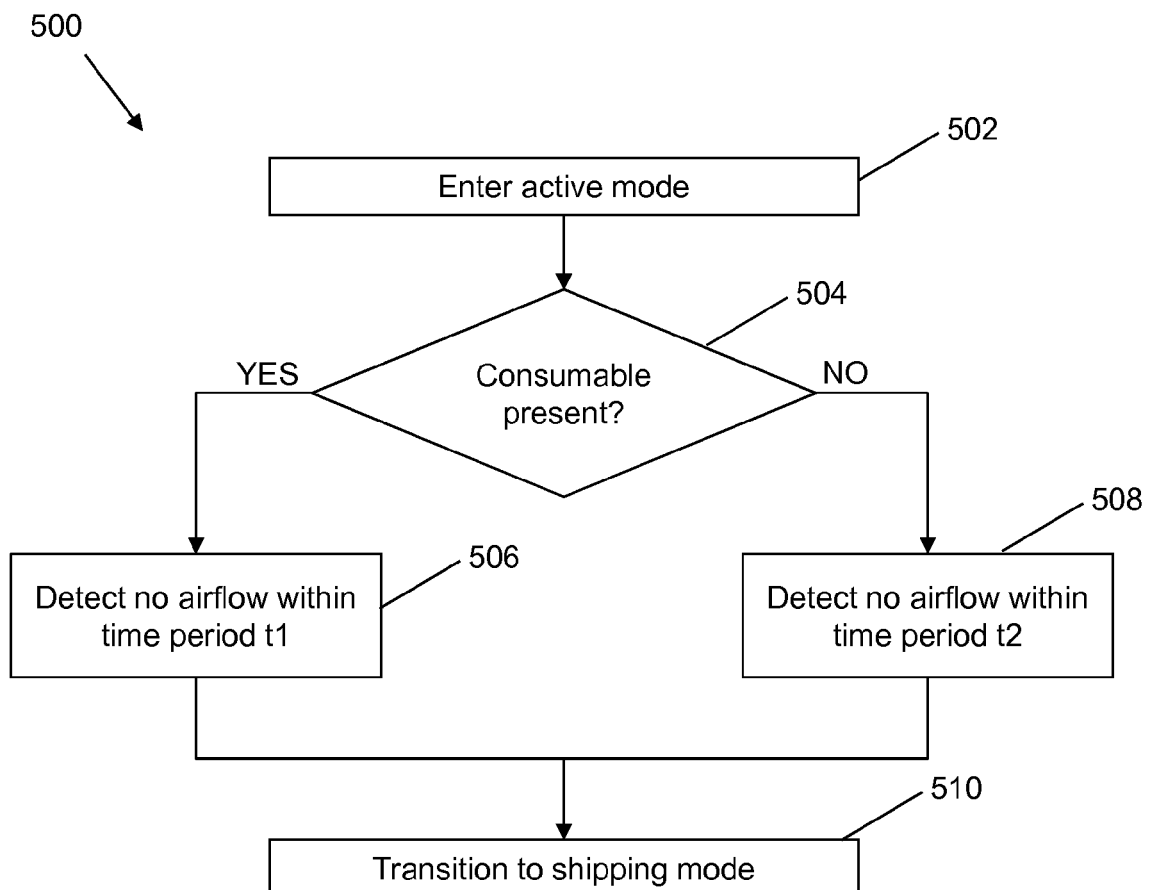 500
502
Enter active mode
504
YES
Consumable
present?
NO
506
Detect no airflow within
time period t1
508
Detect no airflow within
time period t2
510
Transition to shipping mode